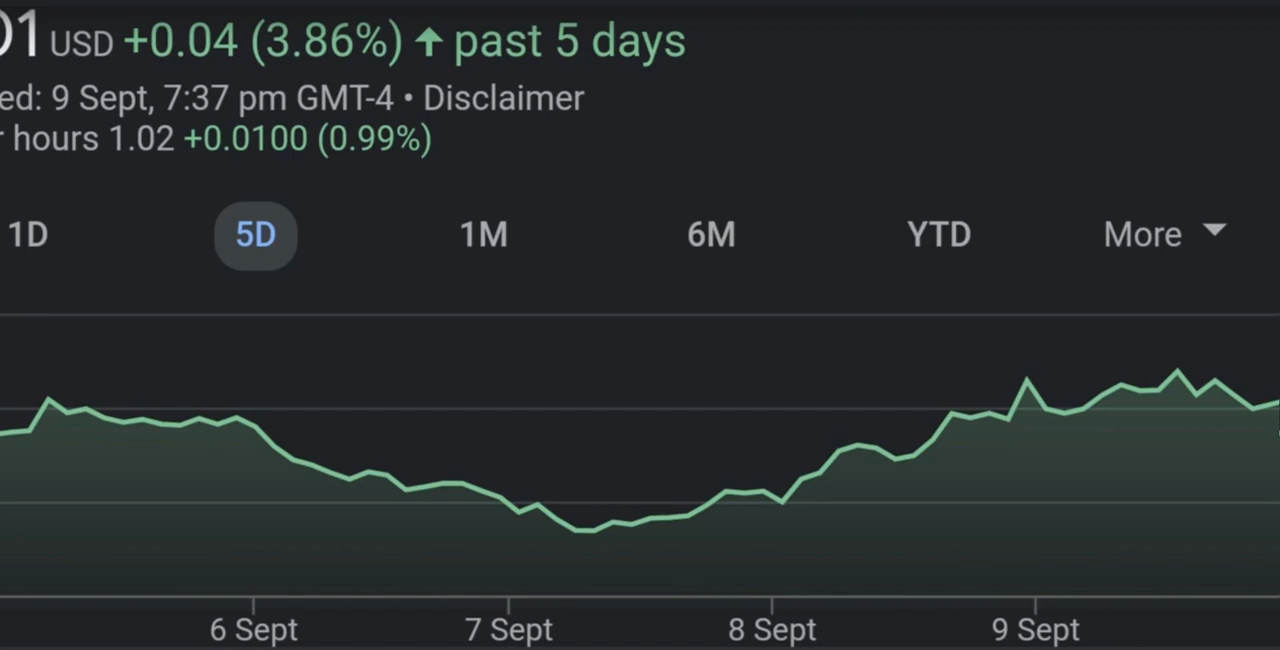 01 USD +0.04 (3.86%) ↑ past 5 days
ed: 9 Sept, 7:37 pm GMT-4 • Disclaimer
r hours 1.02 +0.0100 (0.99%)
1D 5D 1M 6M YTD More
6 Sept 7 Sept 8 Sept 9 Sept